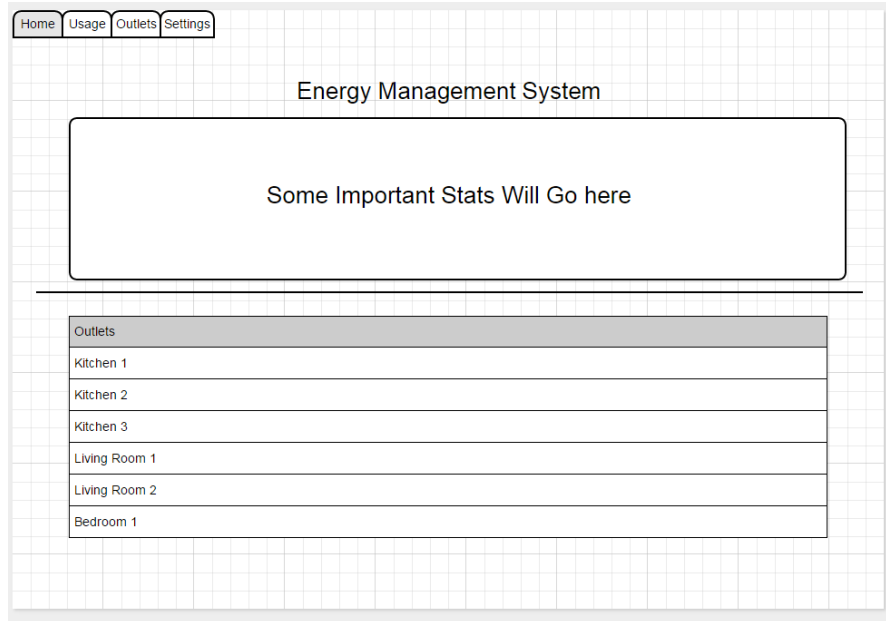 Home Usage Outlets Settings
Energy Management System
Some Important Stats Will Go here
Outlets
Kitchen 1
Kitchen 2
Kitchen 3
Living Room 1
Living Room 2
Bedroom 1